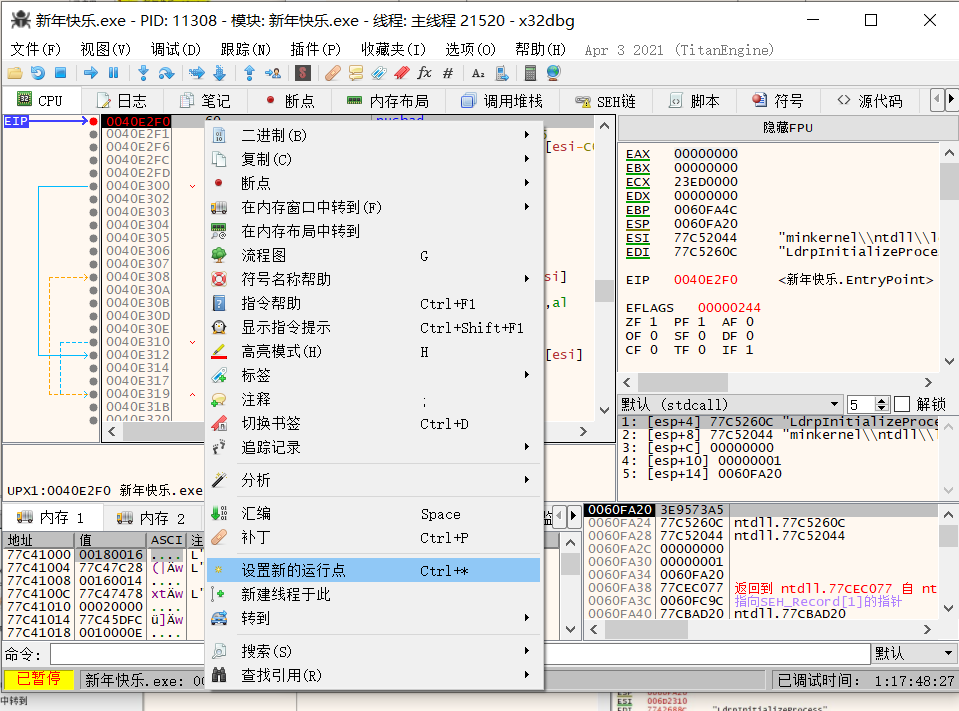 新年快乐.exe - PID: 11308 - 模块: 新年快乐.exe - 线程: 主线程 21520 - x32dbg
文件(F) 视图(V) 调试(D) 跟踪(N) 插件(P) 收藏夹(I) 选项(O) 帮助(H) Apr 3 2021 (TitanEngine)
CPU 日志 笔记 断点 内存布局 调用堆栈 SEH链 脚本 符号 源代码
EIP 0040E2F0 60 pushad
0040E2F1
0040E2F6 [esi-C
0040E2FC
0040E2FD
0040E300
0040E302
0040E303
0040E304
0040E305
0040E306
0040E307
0040E308 si]
0040E30A
0040E30B ,al
0040E30D
0040E30E
0040E310
0040E312 [esi]
0040E314
0040E317
0040E319
0040E31B
0040E320
二进制(B)
复制(C)
断点
在内存窗口中转到(F)
在内存布局中转到
流程图 G
符号名称帮助
指令帮助 Ctrl+F1
显示指令提示 Ctrl+Shift+F1
高亮模式(H) H
标签
注释 ;
切换书签 Ctrl+D
追踪记录
分析
汇编 Space
补丁 Ctrl+P
设置新的运行点 Ctrl+*
新建线程于此
转到
搜索(S)
查找引用(R)
隐藏FPU
EAX 00000000
EBX 00000000
ECX 23ED0000
EDX 00000000
EBP 0060FA4C
ESP 0060FA20
ESI 77C52044 "minkernel\\ntdll\\l
EDI 77C5260C "LdrpInitializeProce
EIP 0040E2F0 <新年快乐.EntryPoint>
EFLAGS 00000244
ZF 1 PF 1 AF 0
OF 0 SF 0 DF 0
CF 0 TF 0 IF 1
默认 (stdcall) 5 解锁
1: [esp+4] 77C5260C "LdrpInitializeProce
2: [esp+8] 77C52044 "minkernel\\ntdll\\l
3: [esp+C] 00000000
4: [esp+10] 00000001
5: [esp+14] 0060FA20
UPX1:0040E2F0 新年快乐.exe
内存 1 内存 2
地址 值 ASCI 注
77C41000 00180016 .... L'
77C41004 77C47C28 (|Äw L'
77C41008 00160014 ....
77C4100C 77C47478 xtÄw L'
77C41010 00020000 ....
77C41014 77C45DFC ü]Äw
77C41018 0010000E ....
0060FA20 3E9573A5
0060FA24 77C5260C ntdll.77C5260C
0060FA28 77C52044 ntdll.77C52044
0060FA2C 00000000
0060FA30 00000001
0060FA34 0060FA20
0060FA38 77CEC077 返回到 ntdll.77CEC077 自 nt
0060FA3C 0060FC9C 指向SEH_Record[1]的指针
0060FA40 77CBAD20 ntdll.77CBAD20
命令: 默认
已暂停 新年快乐.exe: 00 已调试时间: 1:17:48:27
中转到
ESI 006D2310
"LdrpInitializeProcess"